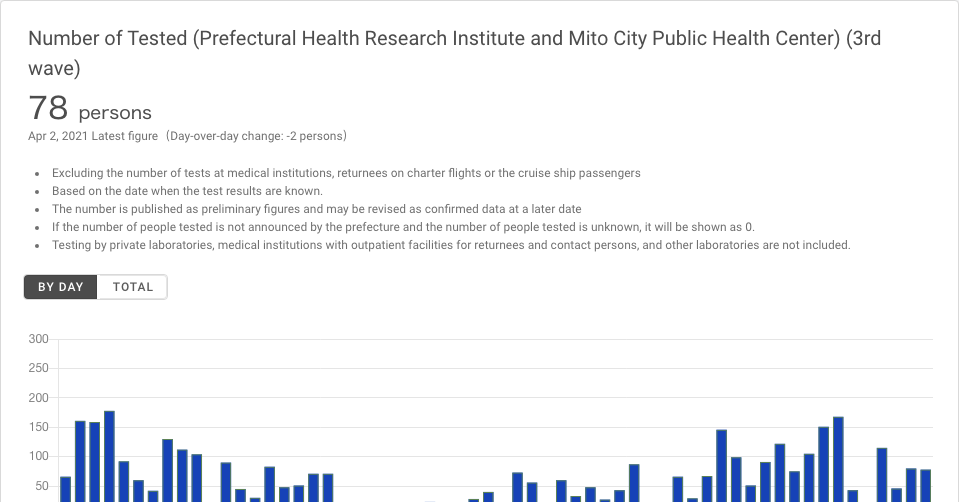 Number of Tested (Prefectural Health Research Institute and Mito City Public Health Center) (3rd
wave)
78 persons
Apr 2, 2021 Latest figure（Day-over-day change: -2 persons）
Excluding the number of tests at medical institutions, returnees on charter flights or the cruise ship passengers
Based on the date when the test results are known.
The number is published as preliminary figures and may be revised as confirmed data at a later date
If the number of people tested is not announced by the prefecture and the number of people tested is unknown, it will be shown as 0.
Testing by private laboratories, medical institutions with outpatient facilities for returnees and contact persons, and other laboratories are not included.
BY DAY TOTAL
300
250
200
150
100
50